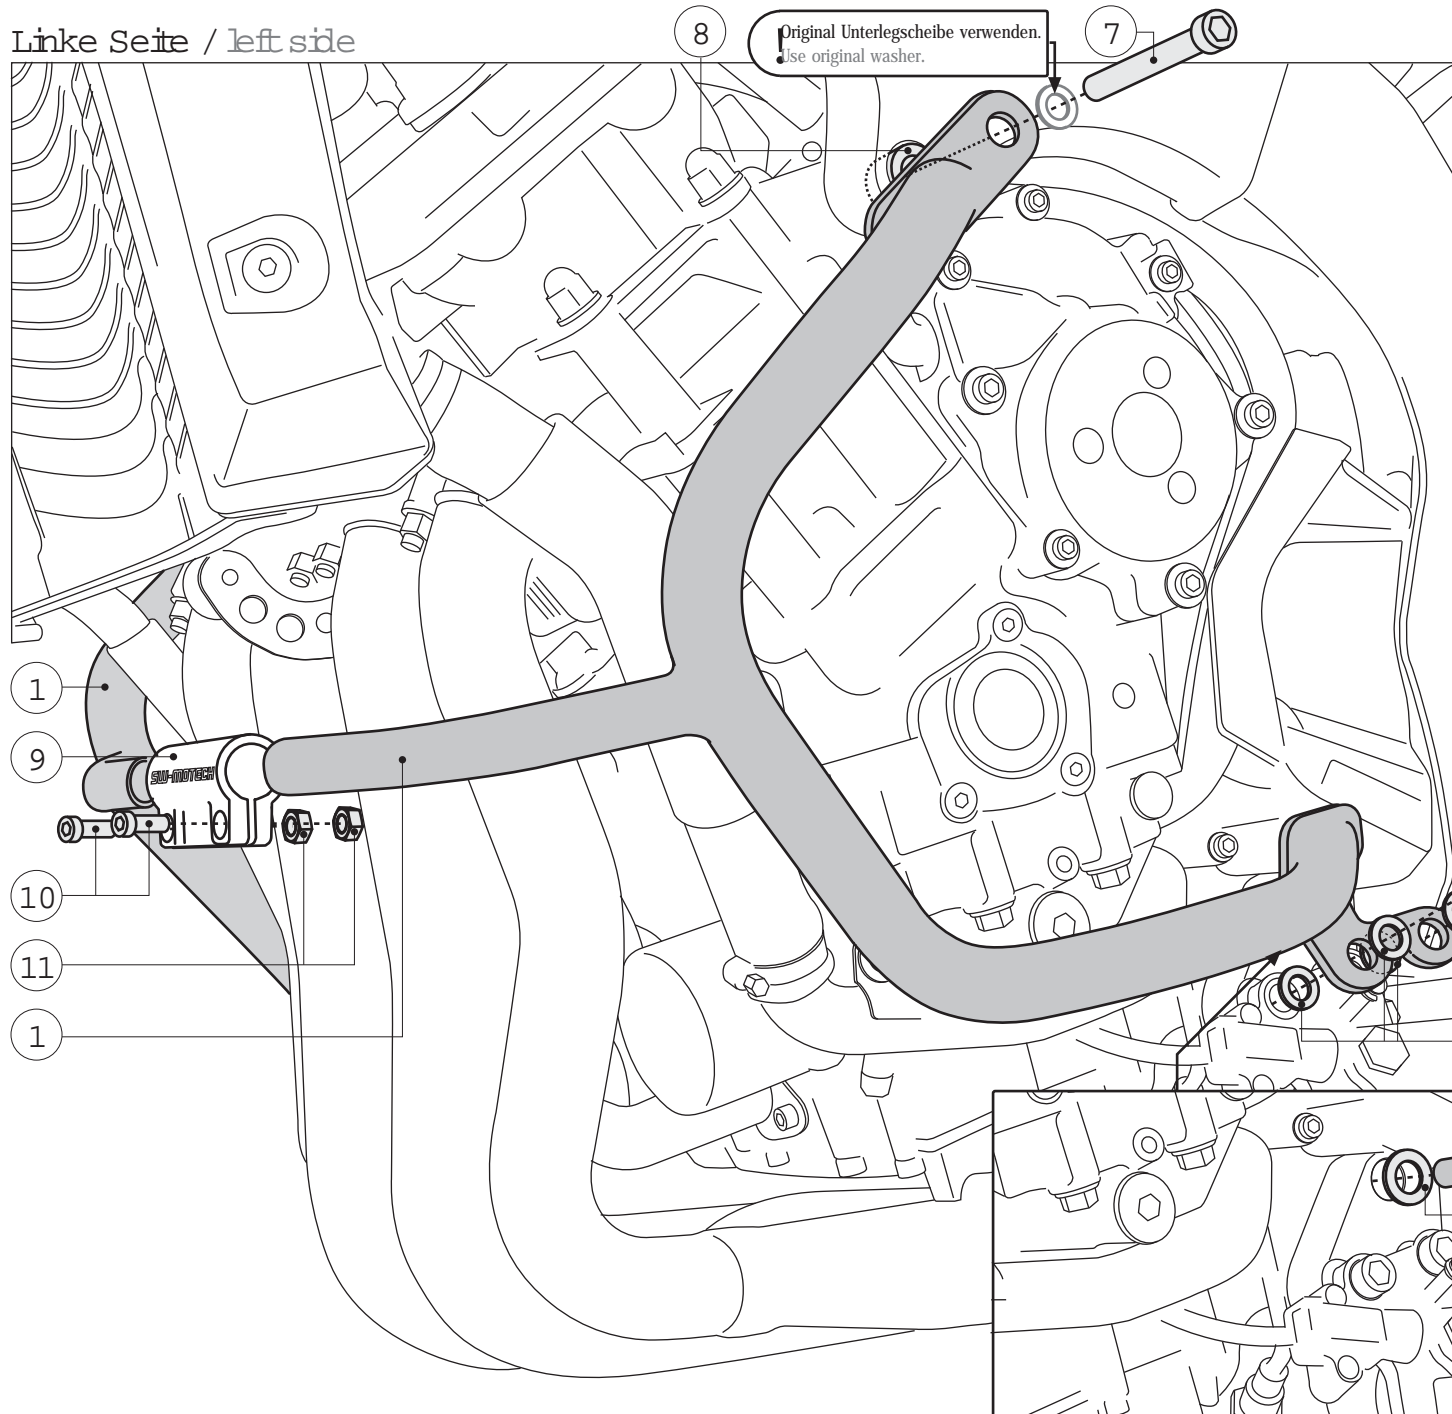 Linke Seite / left side
8
! Original Unterlegscheibe verwenden.
Use original washer.
7
1
9
SW-MOTECH
10
11
1